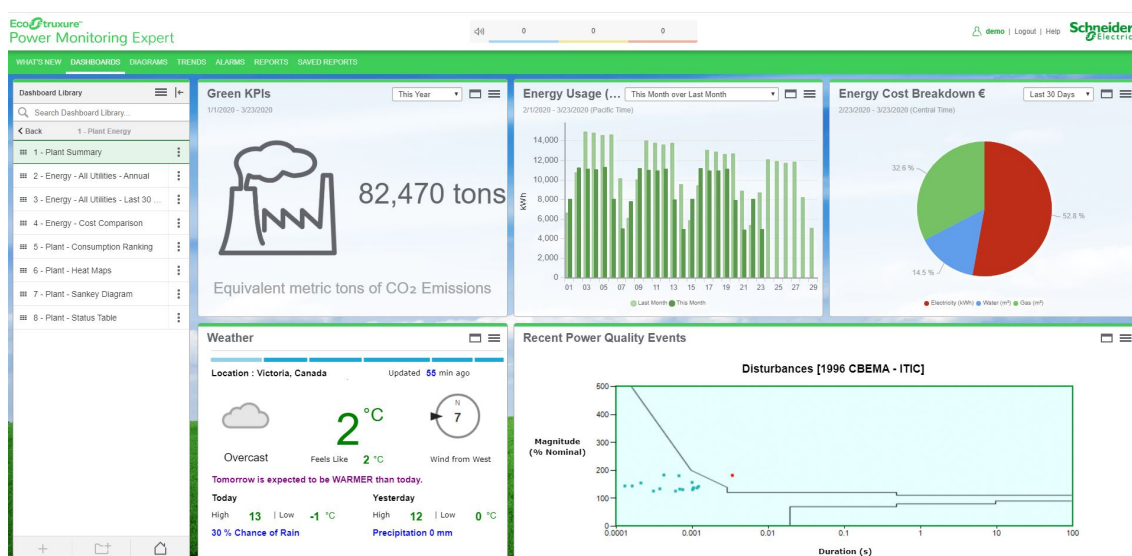 EcoStruxure™
Power Monitoring Expert
0 0 0
demo | Logout | Help
Schneider
Electric
WHAT'S NEW DASHBOARDS DIAGRAMS TRENDS ALARMS REPORTS SAVED REPORTS
Dashboard Library
Search Dashboard Library...
Back 1 - Plant Energy
1 - Plant Summary
2 - Energy - All Utilities - Annual
3 - Energy - All Utilities - Last 30 ...
4 - Energy - Cost Comparison
5 - Plant - Consumption Ranking
6 - Plant - Heat Maps
7 - Plant - Sankey Diagram
8 - Plant - Status Table
Green KPIs
This Year
1/1/2020 - 3/23/2020
82,470 tons
Equivalent metric tons of CO₂ Emissions
Energy Usage (...
This Month over Last Month
2/1/2020 - 3/23/2020 (Pacific Time)
14,000
12,000
10,000
8,000
6,000
4,000
2,000
0
kWh
01 03 05 07 09 11 13 15 17 19 21 23 25 27 29
Last Month This Month
Energy Cost Breakdown €
Last 30 Days
2/23/2020 - 3/23/2020 (Central Time)
32.6 %
52.8 %
14.5 %
Electricity (kWh) Water (m³) Gas (m³)
Weather
Location : Victoria, Canada Updated 55 min ago
2 °C
N
7
Overcast Feels Like 2 °C Wind from West
Tomorrow is expected to be WARMER than today.
Today Yesterday
High 13 | Low -1 °C High 12 | Low 0 °C
30 % Chance of Rain Precipitation 0 mm
Recent Power Quality Events
Disturbances [1996 CBEMA - ITIC]
500
400
Magnitude
(% Nominal)
300
200
100
0
0.0001 0.001 0.01 0.1 1 10 100
Duration (s)